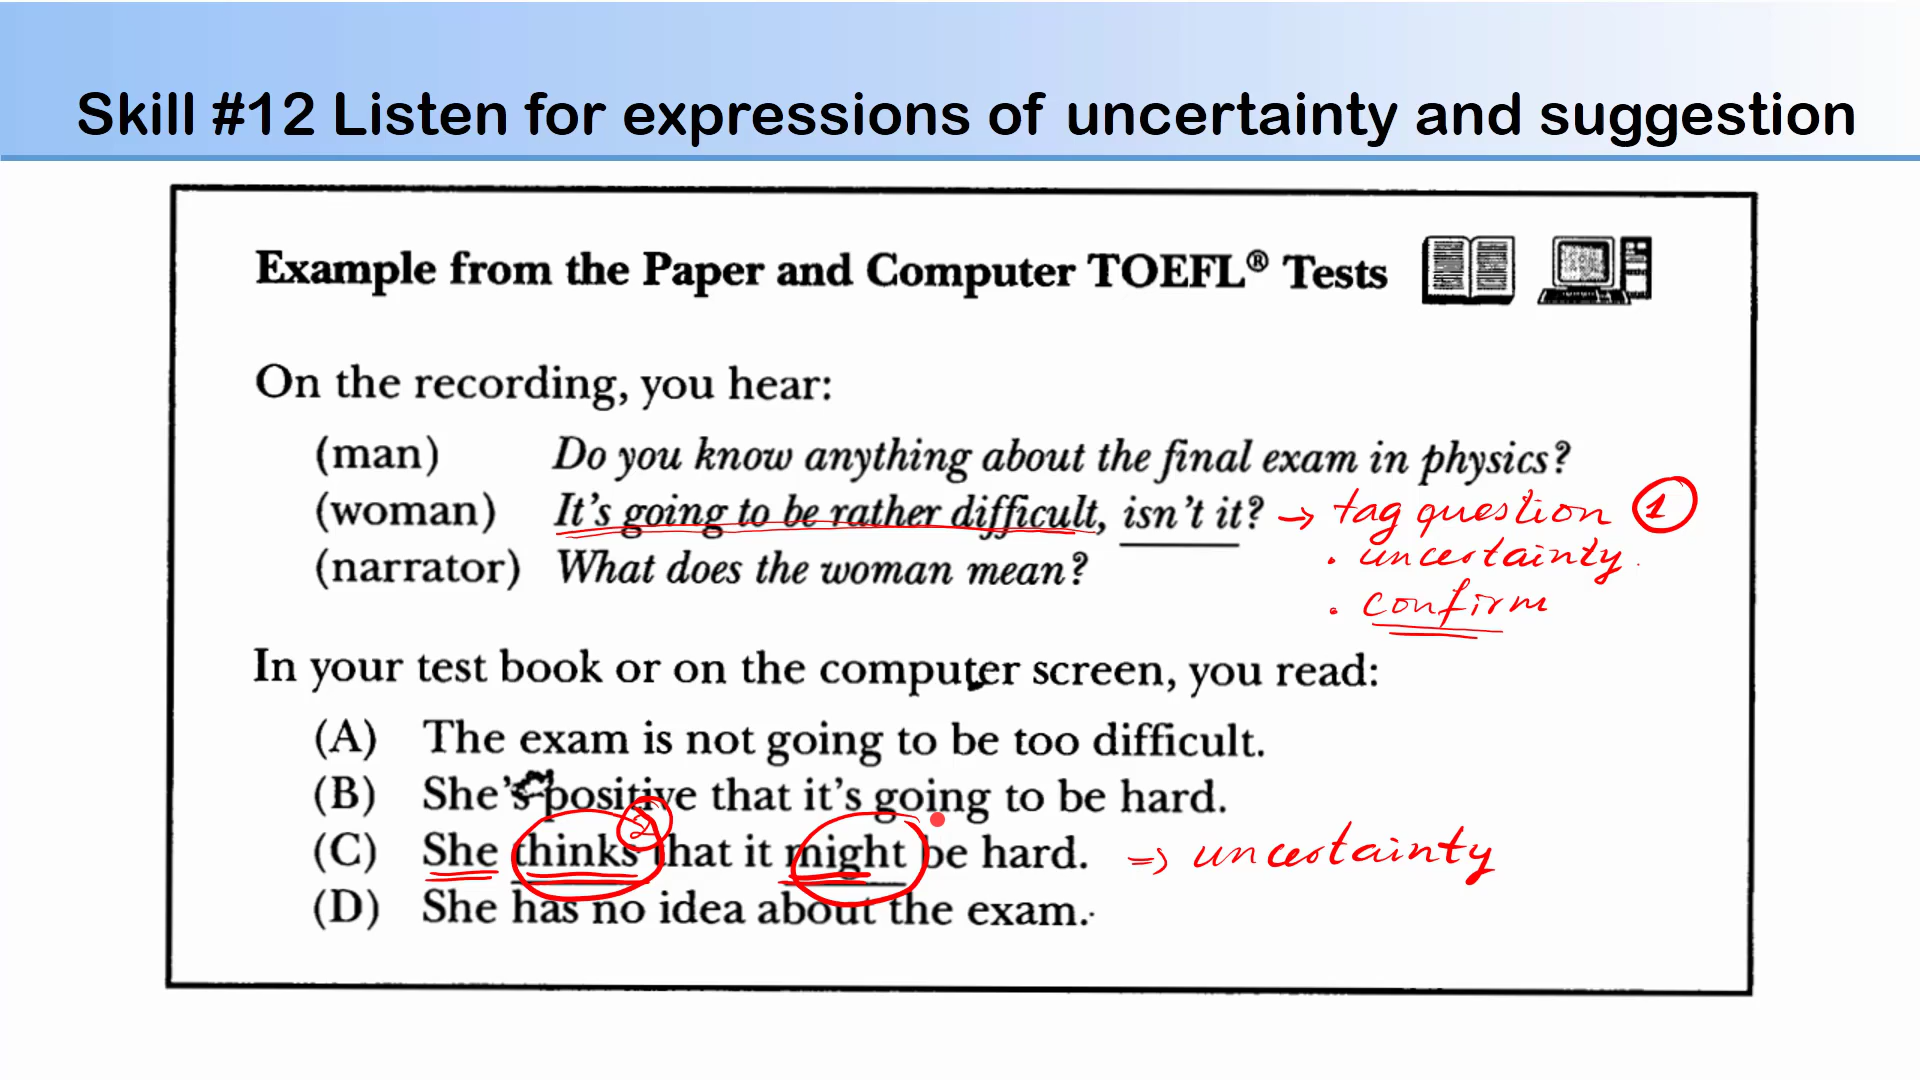 Skill #12 Listen for expressions of uncertainty and suggestion
Example from the Paper and Computer TOEFL® Tests
On the recording, you hear:
(man) Do you know anything about the final exam in physics?
(woman) It's going to be rather difficult, isn't it? → tag question 1
• uncertainty
(narrator) What does the woman mean?
• confirm
In your test book or on the computer screen, you read:
(A) The exam is not going to be too difficult.
(B) She's positive that it's going to be hard.
2
(C) She thinks that it might be hard. ⇒ uncertainty
(D) She has no idea about the exam.